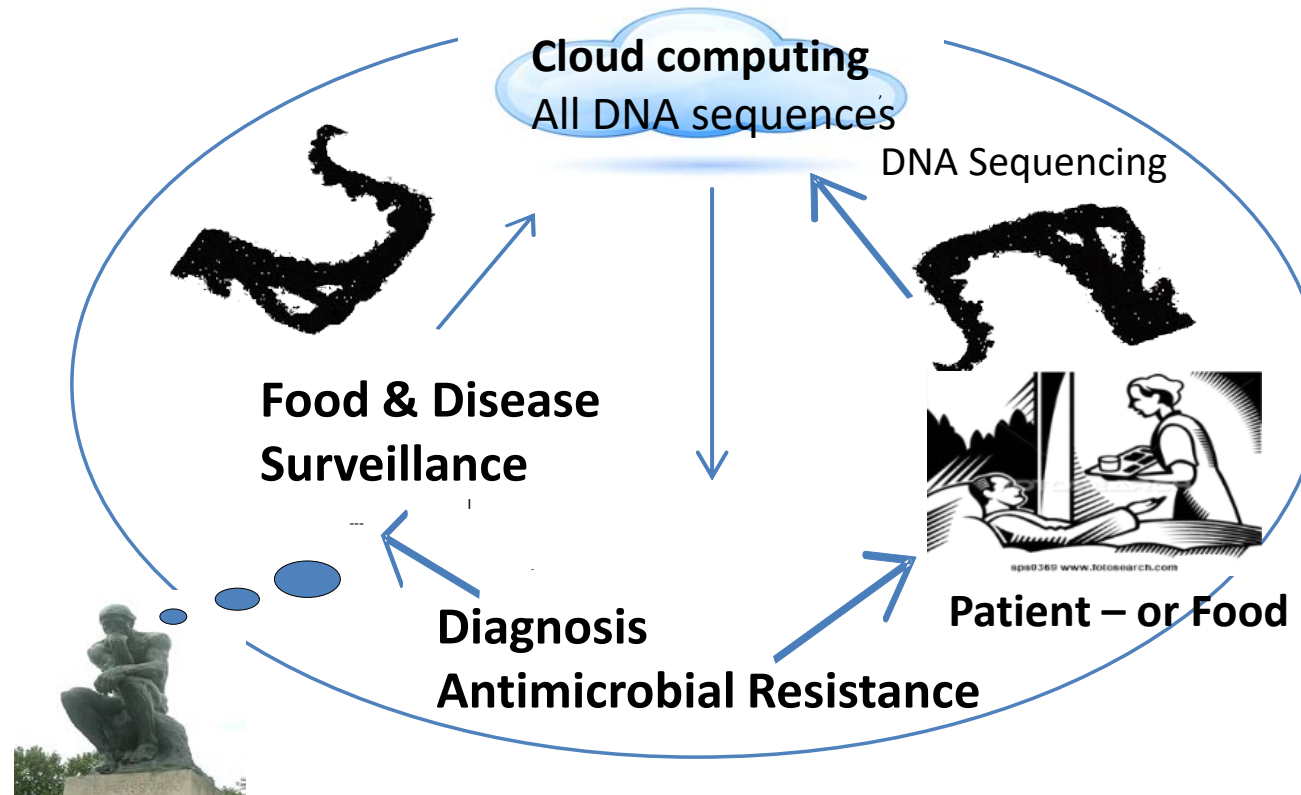 Cloud computing
All DNA sequences
DNA Sequencing
Food & Disease
Surveillance
sps0369 www.fotosearch.com
Patient – or Food
Diagnosis
Antimicrobial Resistance